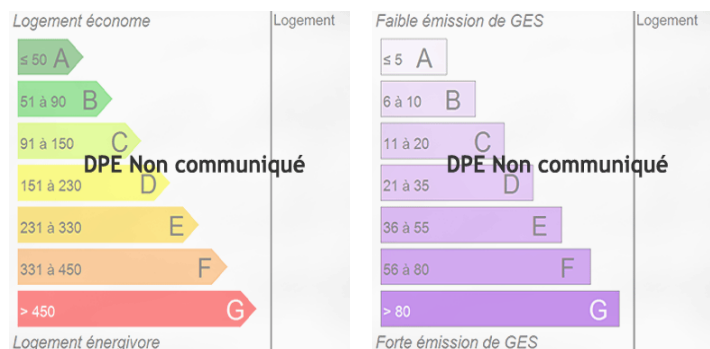 Logement économe
Logement
≤ 50 A
51 à 90 B
91 à 150 C
DPE Non communiqué
151 à 230 D
231 à 330 E
331 à 450 F
> 450 G
Logement énergivore
Faible émission de GES
Logement
≤ 5 A
6 à 10 B
11 à 20 C
DPE Non communiqué
21 à 35 D
36 à 55 E
56 à 80 F
> 80 G
Forte émission de GES